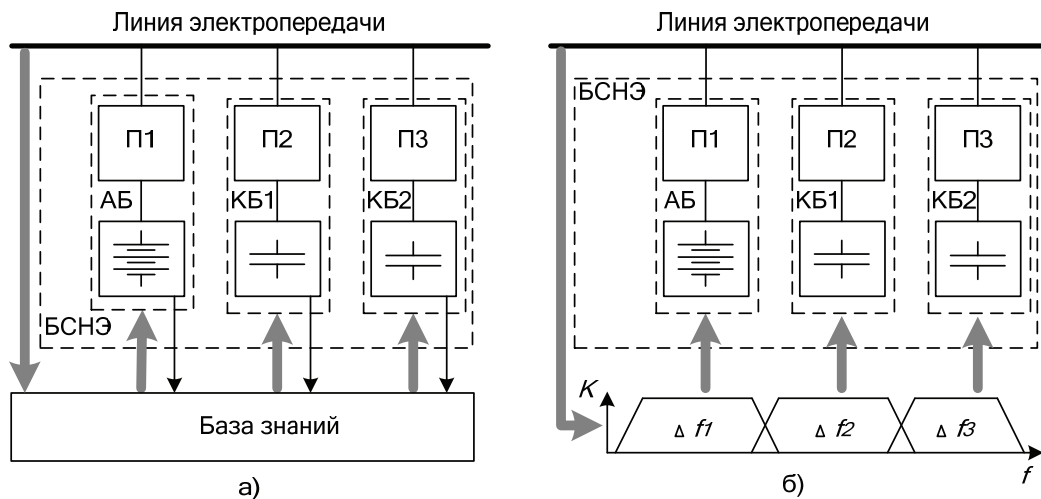 Линия электропередачи
П1
П2
П3
АБ
КБ1
КБ2
БСНЭ
База знаний
а)
Линия электропередачи
БСНЭ
П1
П2
П3
АБ
КБ1
КБ2
K
Δ f1
Δ f2
Δ f3
f
б)